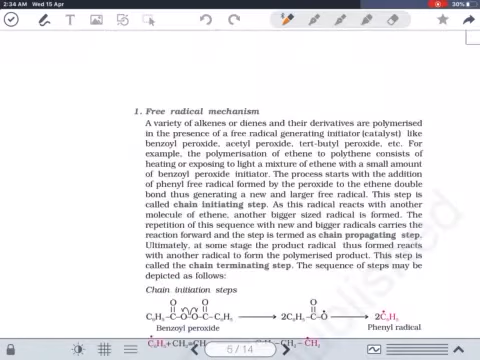 2:34 AM Wed 15 Apr
30%
T
1. Free radical mechanism
A variety of alkenes or dienes and their derivatives are polymerised
in the presence of a free radical generating initiator (catalyst) like
benzoyl peroxide, acetyl peroxide, tert-butyl peroxide, etc. For
example, the polymerisation of ethene to polythene consists of
heating or exposing to light a mixture of ethene with a small amount
of benzoyl peroxide initiator. The process starts with the addition
of phenyl free radical formed by the peroxide to the ethene double
bond thus generating a new and larger free radical. This step is
called chain initiating step. As this radical reacts with another
molecule of ethene, another bigger sized radical is formed. The
repetition of this sequence with new and bigger radicals carries the
reaction forward and the step is termed as chain propagating step.
Ultimately, at some stage the product radical thus formed reacts
with another radical to form the polymerised product. This step is
called the chain terminating step. The sequence of steps may be
depicted as follows:
Chain initiation steps
O O O
C₆H₅–C–O–O–C–C₆H₅ ⟶ 2C₆H₅–C–Ȯ ⟶ 2Ċ₆H₅
Benzoyl peroxide Phenyl radical
5 / 14